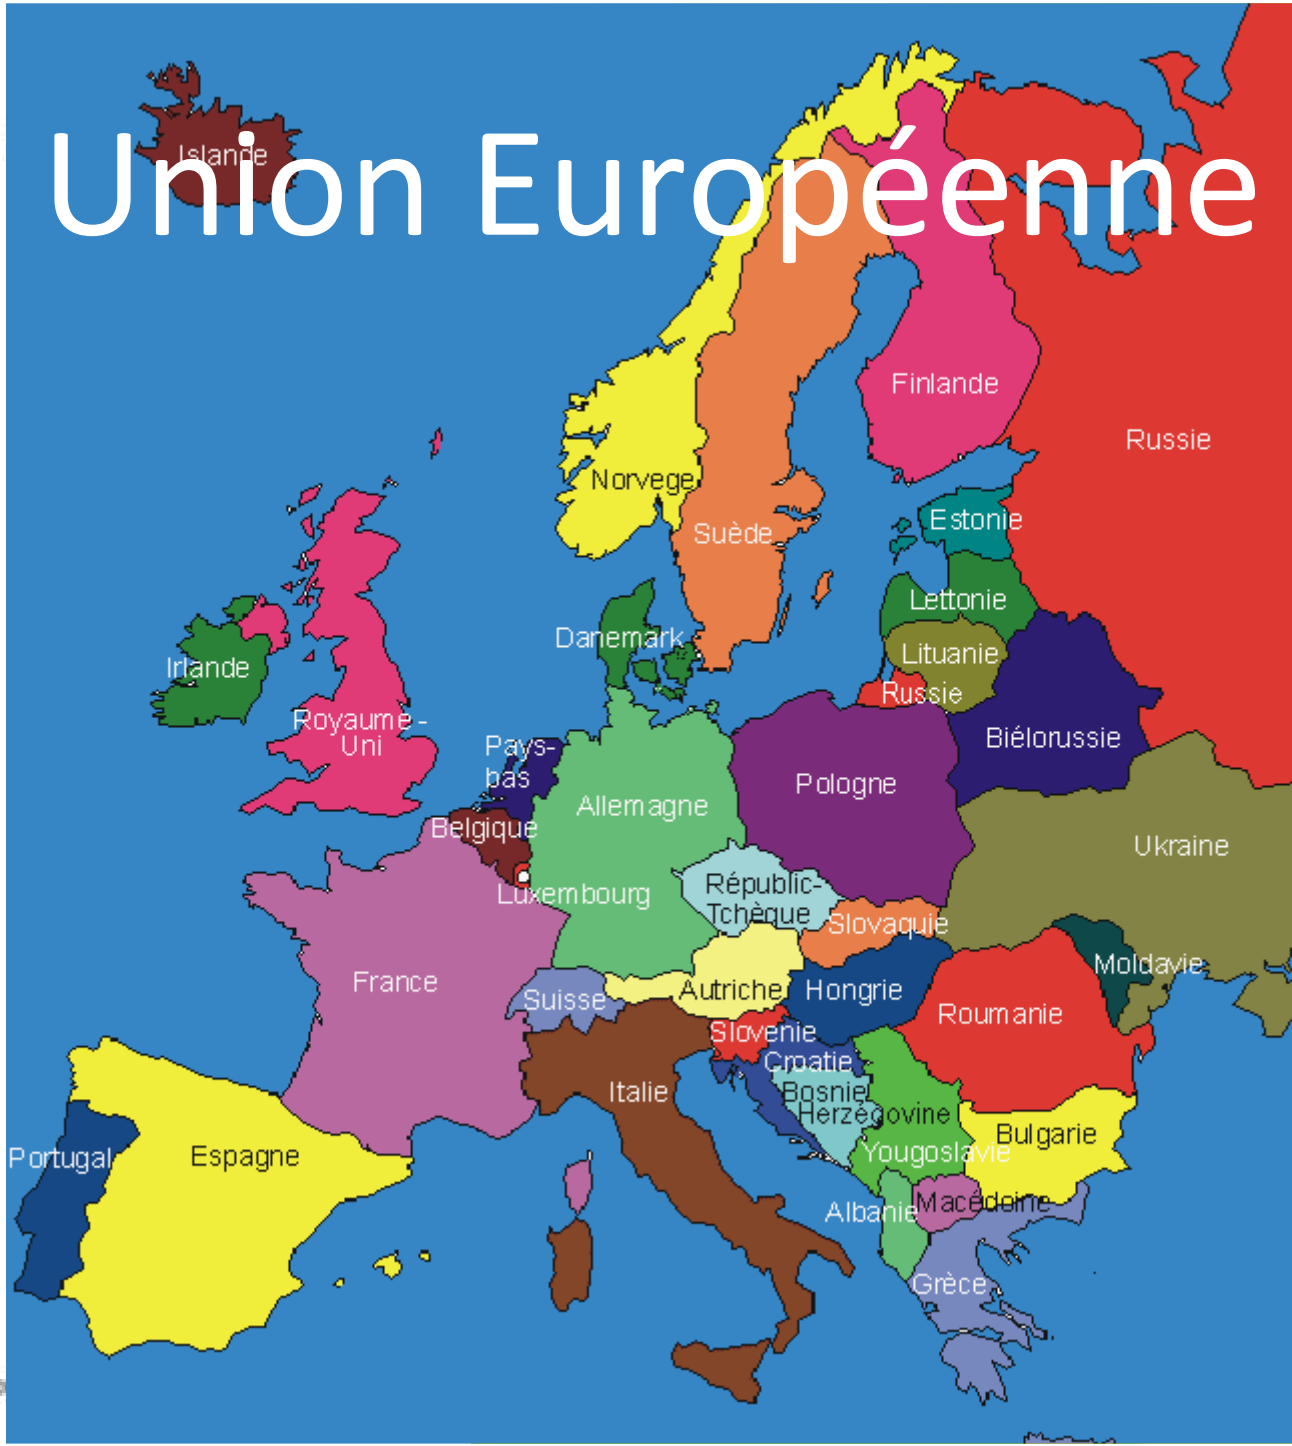 Union Européenne
Islande
Finlande
Russie
Norvege
Suède
Estonie
Lettonie
Danemark
Lituanie
Irlande
Russie
Royaume-
Uni
Biélorussie
Pays-
bas
Pologne
Allemagne
Belgique
Ukraine
Luxembourg
Républic-
Tchèque
Slovaquie
Moldavie
France
Suisse
Autriche
Hongrie
Roumanie
Slovenie
Croatie
Italie
Bosnie
Herzégovine
Bulgarie
Yougoslavie
Portugal
Espagne
Macédoine
Albanie
Grèce